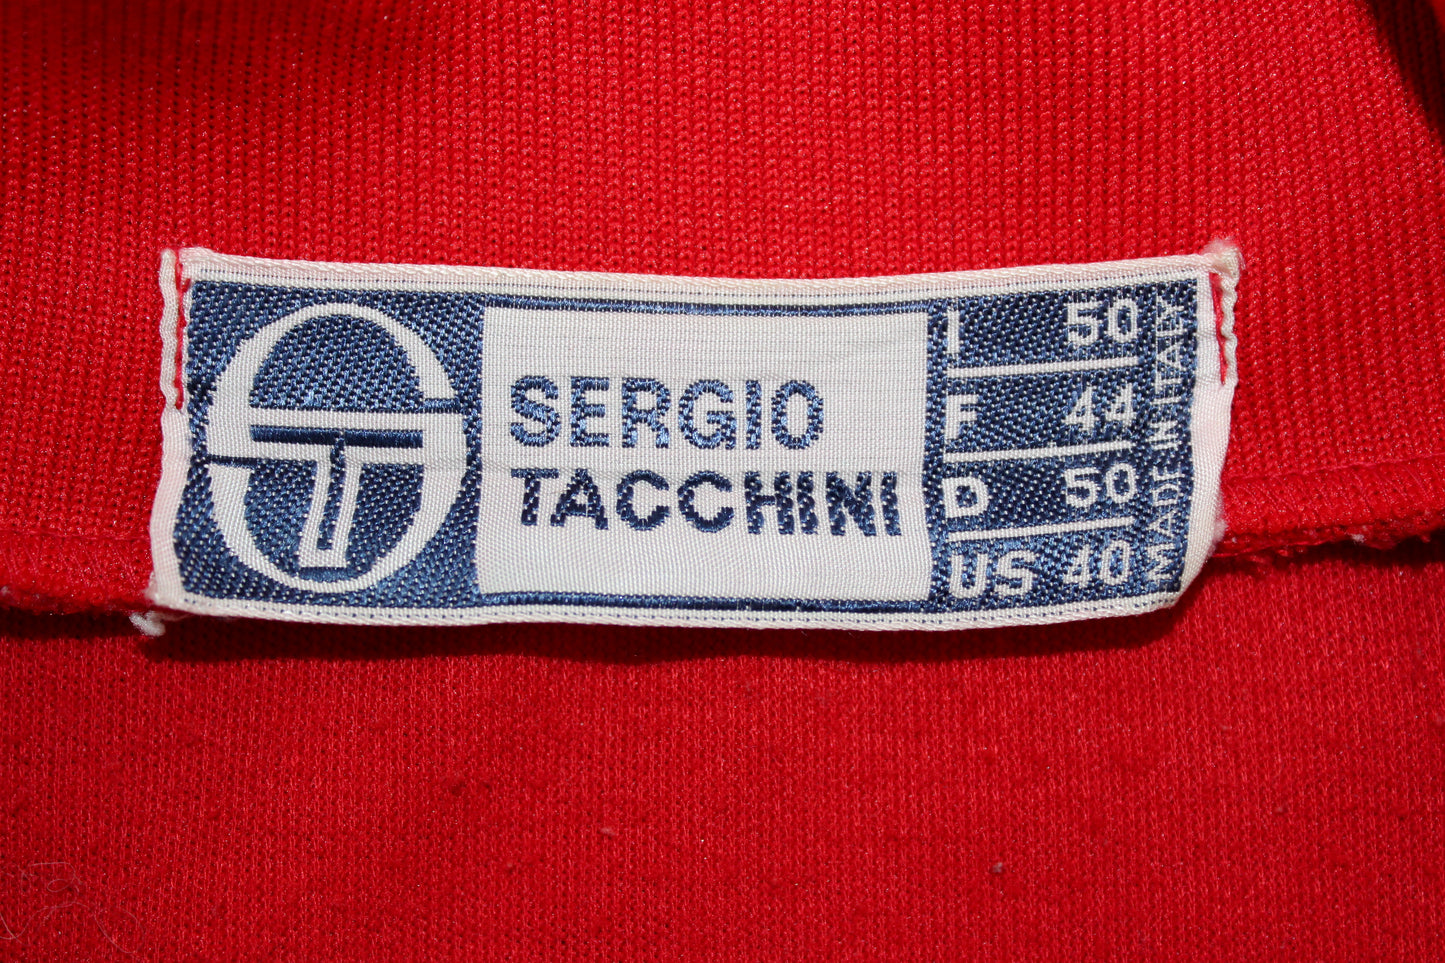 SERGIO
TACCHINI
I 50
F 44
D 50
US 40
MADE IN ITALY